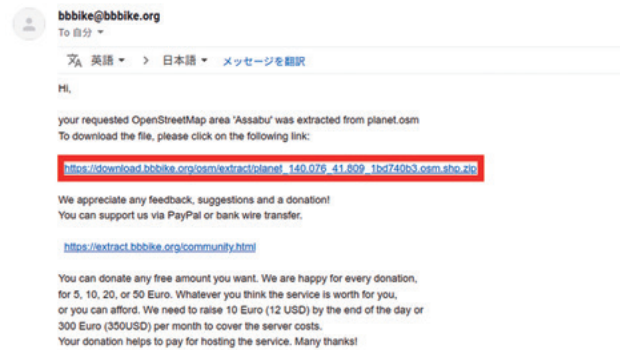 bbbike@bbbike.org
To 自分
英語 > 日本語 メッセージを翻訳
Hi,
your requested OpenStreetMap area 'Assabu' was extracted from planet.osm
To download the file, please click on the following link:
https://download.bbbike.org/osm/extract/planet_140.076_41.809_1bd740b3.osm.shp.zip
We appreciate any feedback, suggestions and a donation!
You can support us via PayPal or bank wire transfer.
https://extract.bbbike.org/community.html
You can donate any free amount you want. We are happy for every donation,
for 5, 10, 20, or 50 Euro. Whatever you think the service is worth for you,
or you can afford. We need to raise 10 Euro (12 USD) by the end of the day or
300 Euro (350USD) per month to cover the server costs.
Your donation helps to pay for hosting the service. Many thanks!